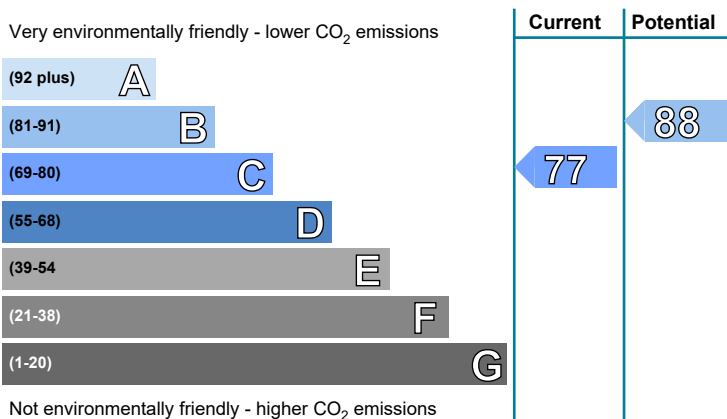 Current Potential
Very environmentally friendly - lower CO2 emissions
(92 plus) A
(81-91) B 88
(69-80) C 77
(55-68) D
(39-54 E
(21-38) F
(1-20) G
Not environmentally friendly - higher CO2 emissions